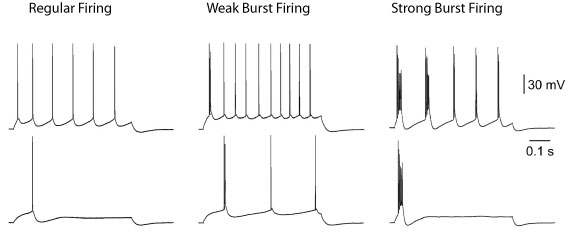 Regular Firing
Weak Burst Firing
Strong Burst Firing
30 mV
0.1 s